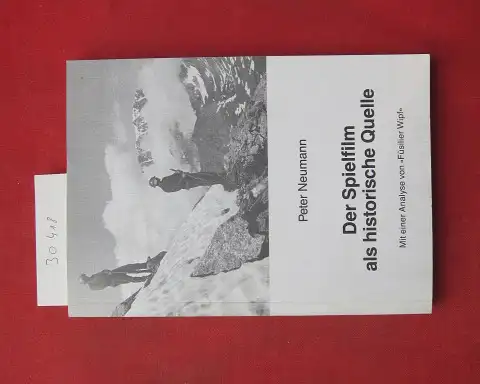 Peter Neumann
Der Spielfilm
als historische Quelle
Mit einer Analyse von «Füsilier Wipf»
30418